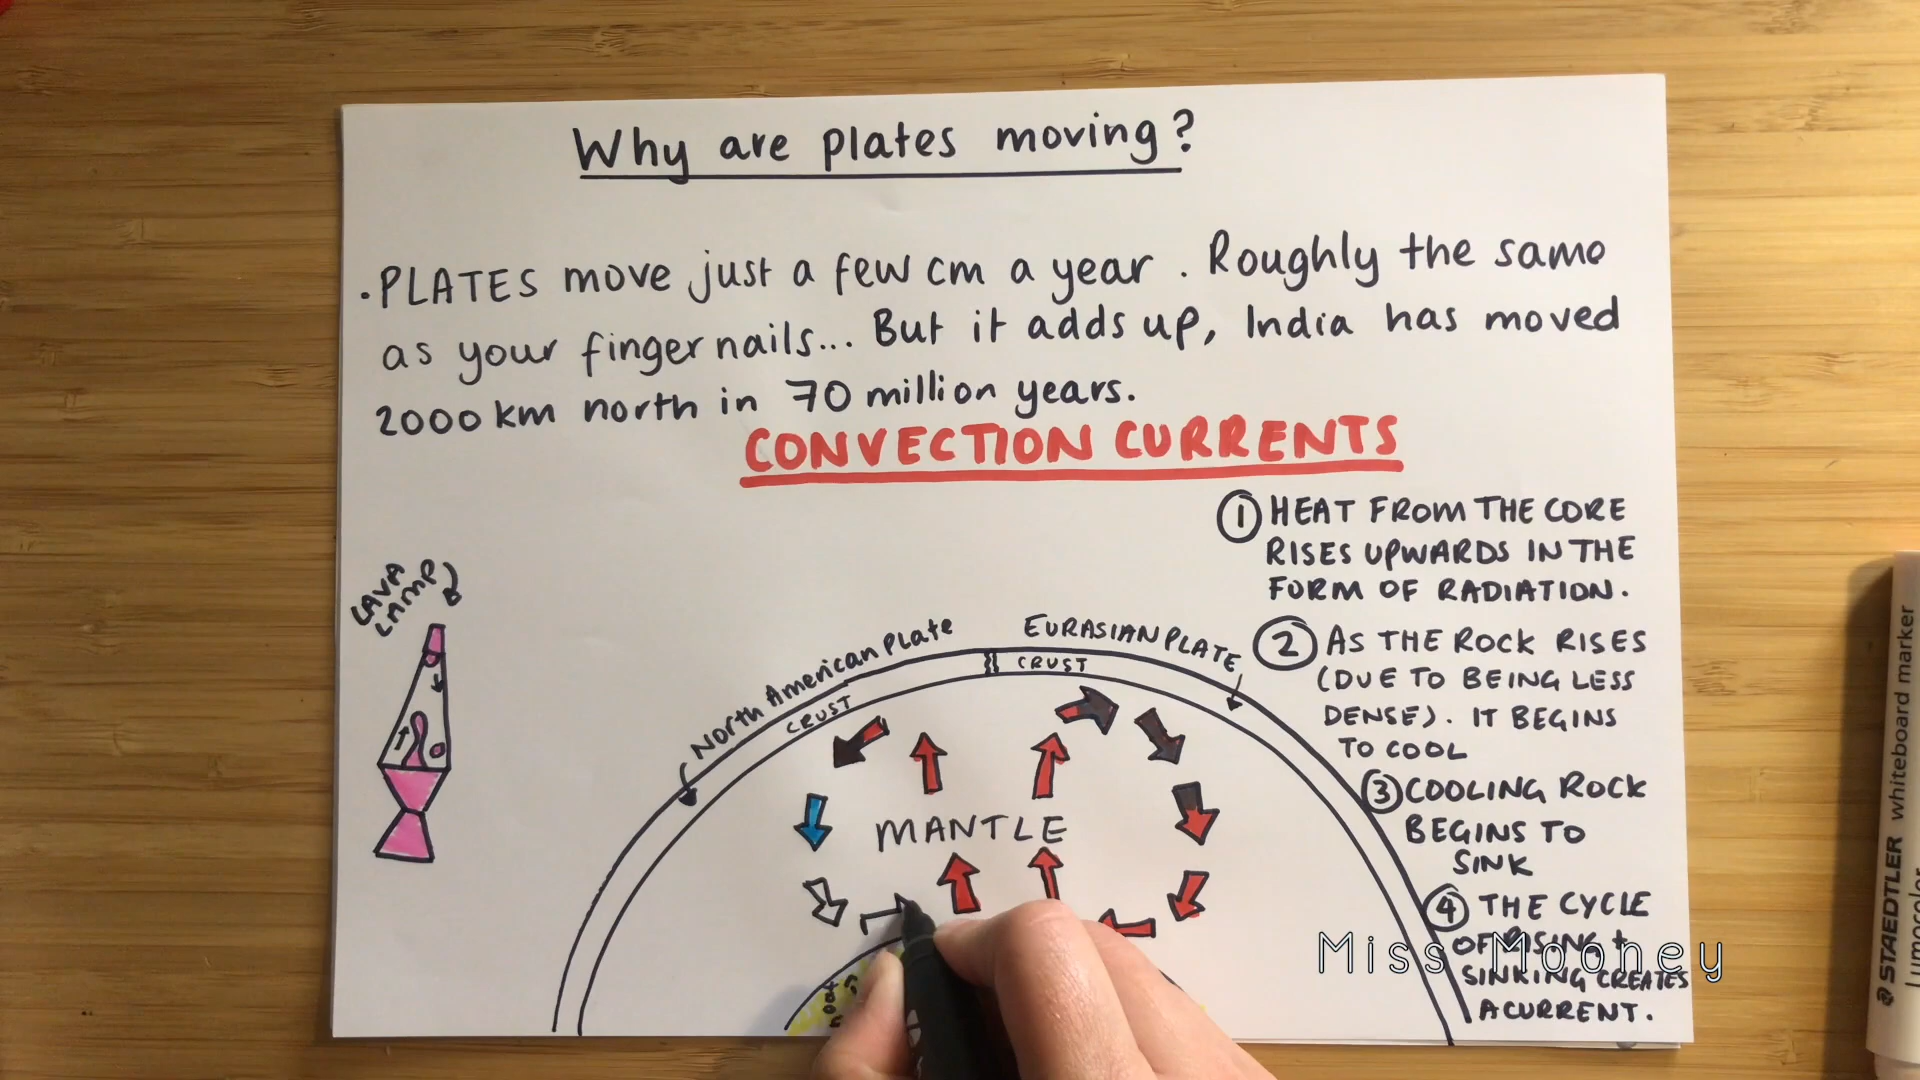 Why are plates moving?
. PLATES move just a few cm a year. Roughly the same
as your finger nails... But it adds up, India has moved
2000 km north in 70 million years.
CONVECTION CURRENTS
① HEAT FROM THE CORE
RISES UPWARDS IN THE
FORM OF RADIATION.
② AS THE ROCK RISES
(DUE TO BEING LESS
DENSE). IT BEGINS
TO COOL
③ COOLING ROCK
BEGINS TO
SINK
④ THE CYCLE
OF RISING +
SINKING CREATES
A CURRENT.
LAVA
LAMP
North American Plate
CRUST
EURASIAN PLATE
CRUST
MANTLE
Miss Mooney
STAEDTLER whiteboard marker
Lumocolor